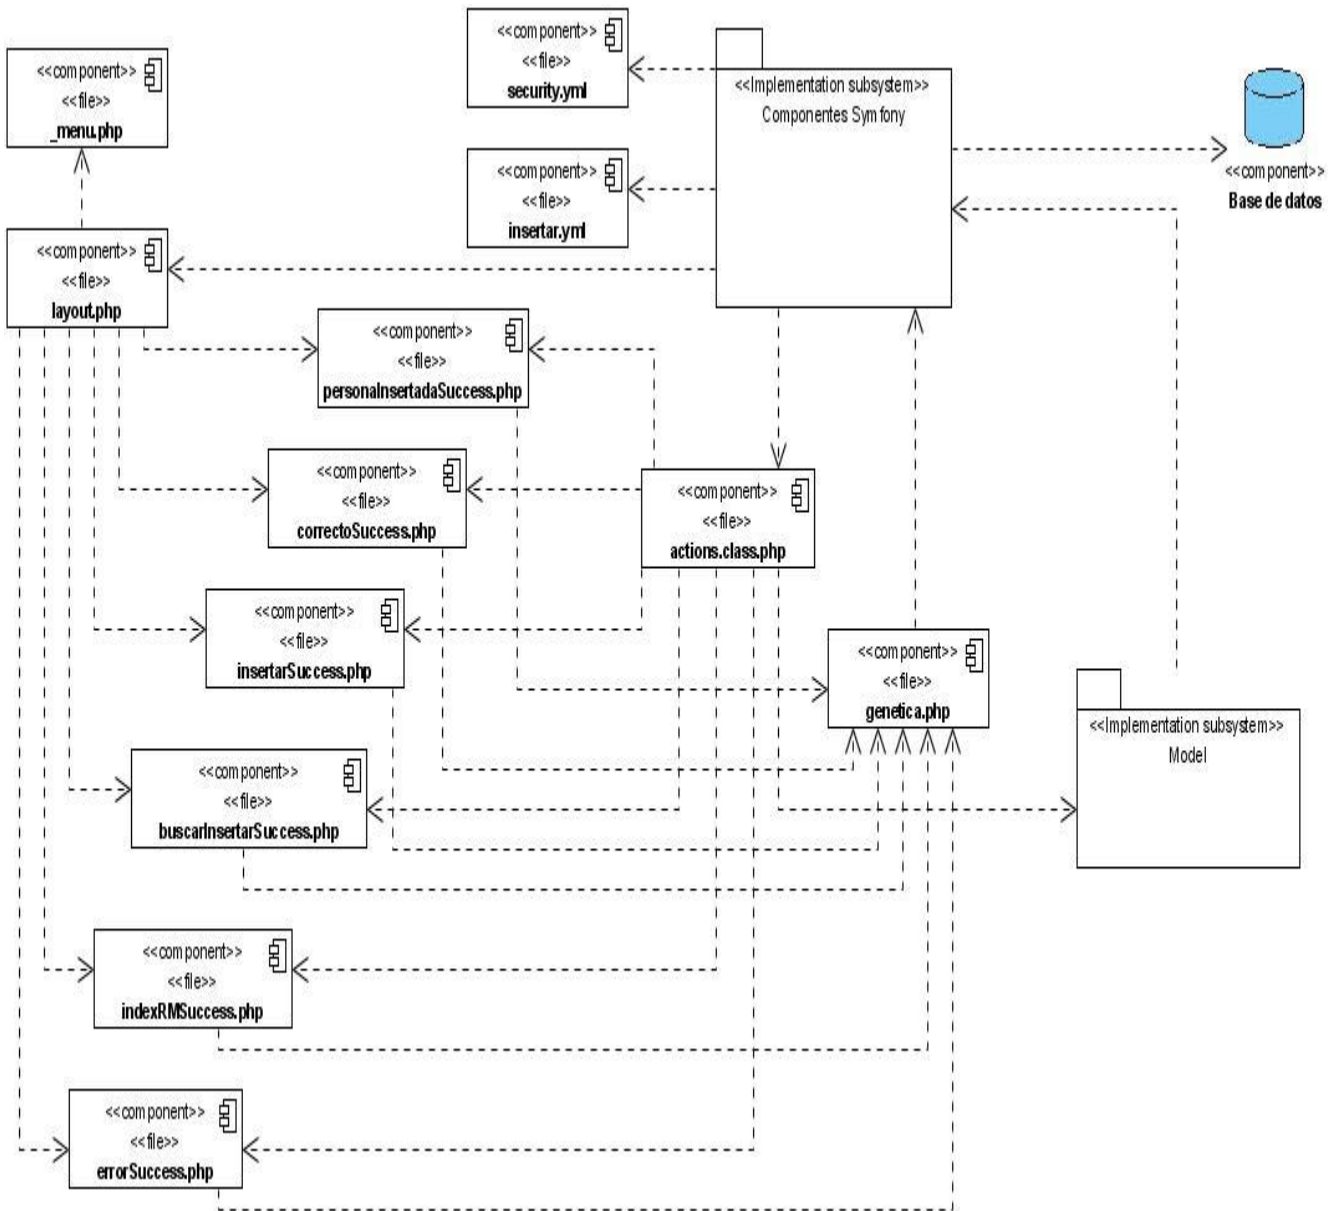 <<component>>
<<file>>
security.yml
<<component>>
<<file>>
_menu.php
<<Implementation subsystem>>
Componentes Symfony
<<component>>
Base de datos
<<component>>
<<file>>
insertar.yml
<<component>>
<<file>>
layout.php
<<component>>
<<file>>
personaInsertadaSuccess.php
<<component>>
<<file>>
correctoSuccess.php
<<component>>
<<file>>
actions.class.php
<<component>>
<<file>>
insertarSuccess.php
<<component>>
<<file>>
genetica.php
<<Implementation subsystem>>
Model
<<component>>
<<file>>
buscarInsertarSuccess.php
<<component>>
<<file>>
indexRMSuccess.php
<<component>>
<<file>>
errorSuccess.php